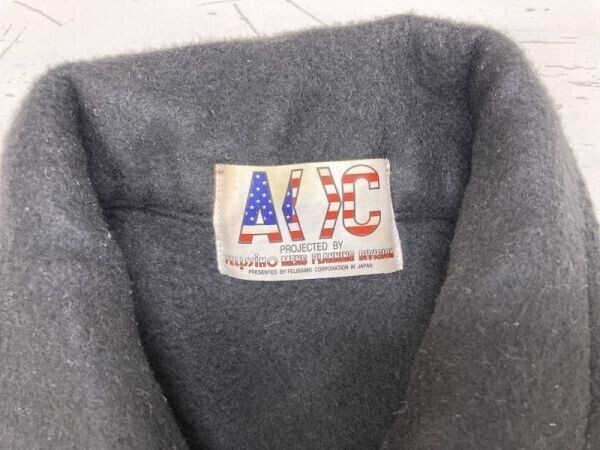 PROJECTED BY
FELISSIMO MENS PLANNING DIVISION
PRESENTED BY FELISSIMO CORPORATION IN JAPAN